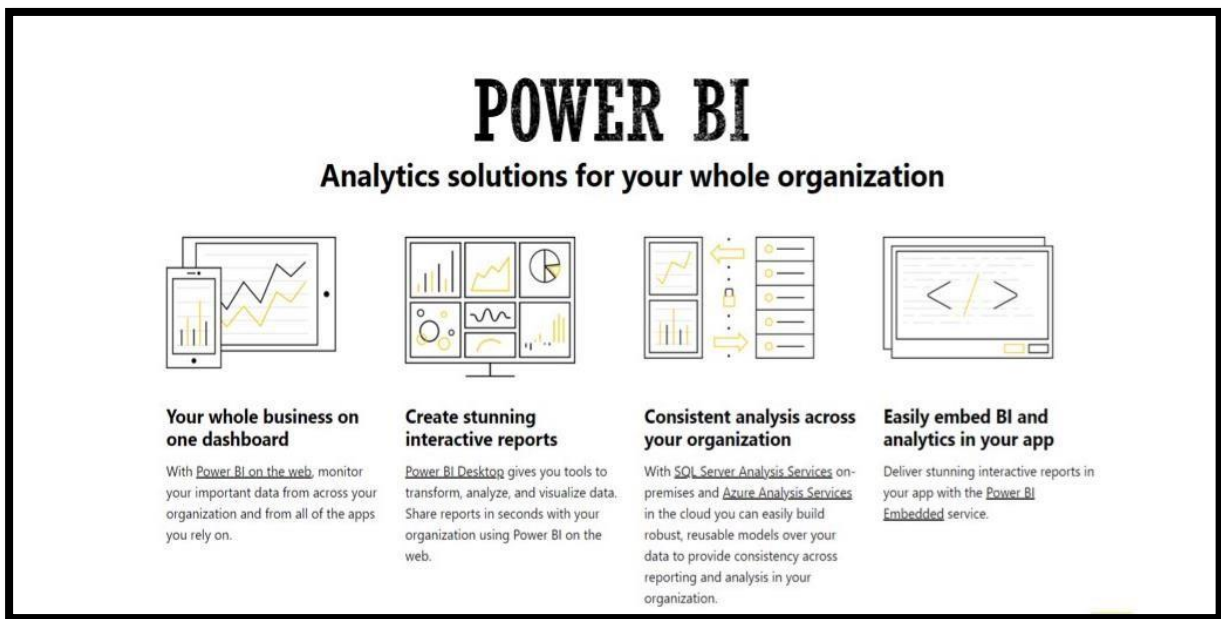 POWER BI
Analytics solutions for your whole organization
Your whole business on
one dashboard
With Power BI on the web, monitor
your important data from across your
organization and from all of the apps
you rely on.
Create stunning
interactive reports
Power BI Desktop gives you tools to
transform, analyze, and visualize data.
Share reports in seconds with your
organization using Power BI on the
web.
Consistent analysis across
your organization
With SQL Server Analysis Services on-
premises and Azure Analysis Services
in the cloud you can easily build
robust, reusable models over your
data to provide consistency across
reporting and analysis in your
organization.
Easily embed BI and
analytics in your app
Deliver stunning interactive reports in
your app with the Power BI
Embedded service.